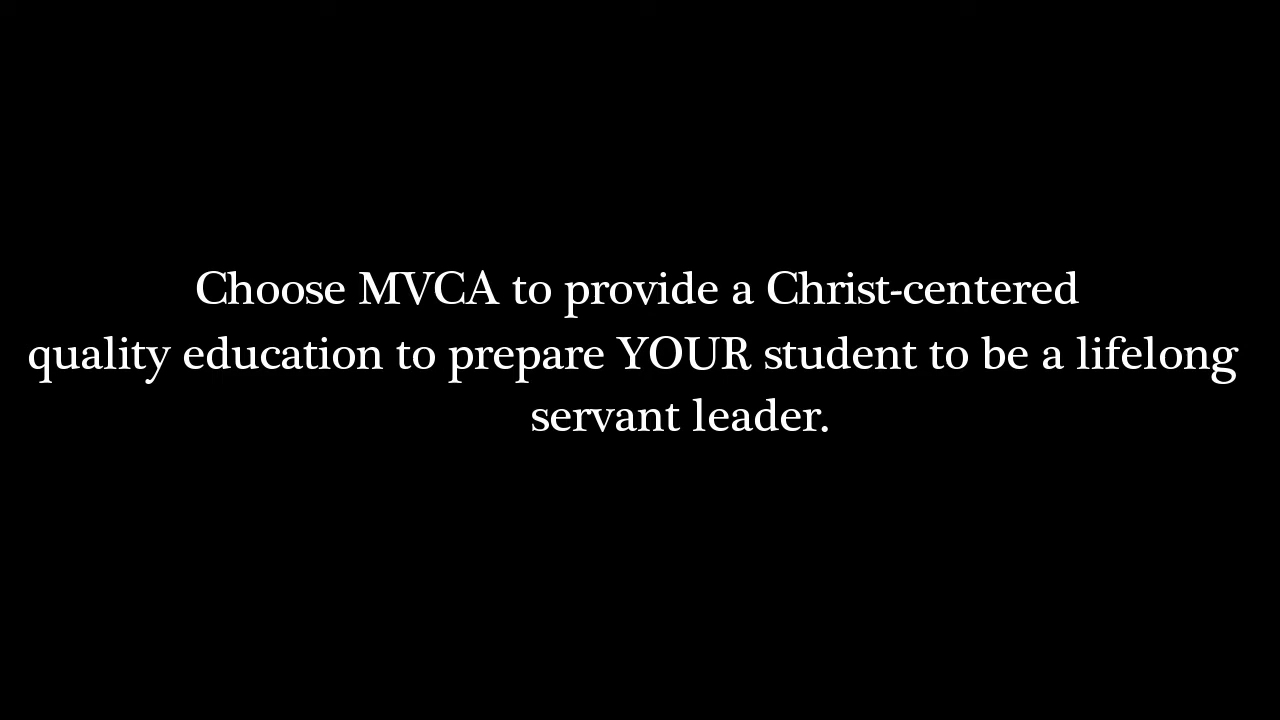 Choose MVCA to provide a Christ-centered
quality education to prepare YOUR student to be a lifelong
servant leader.